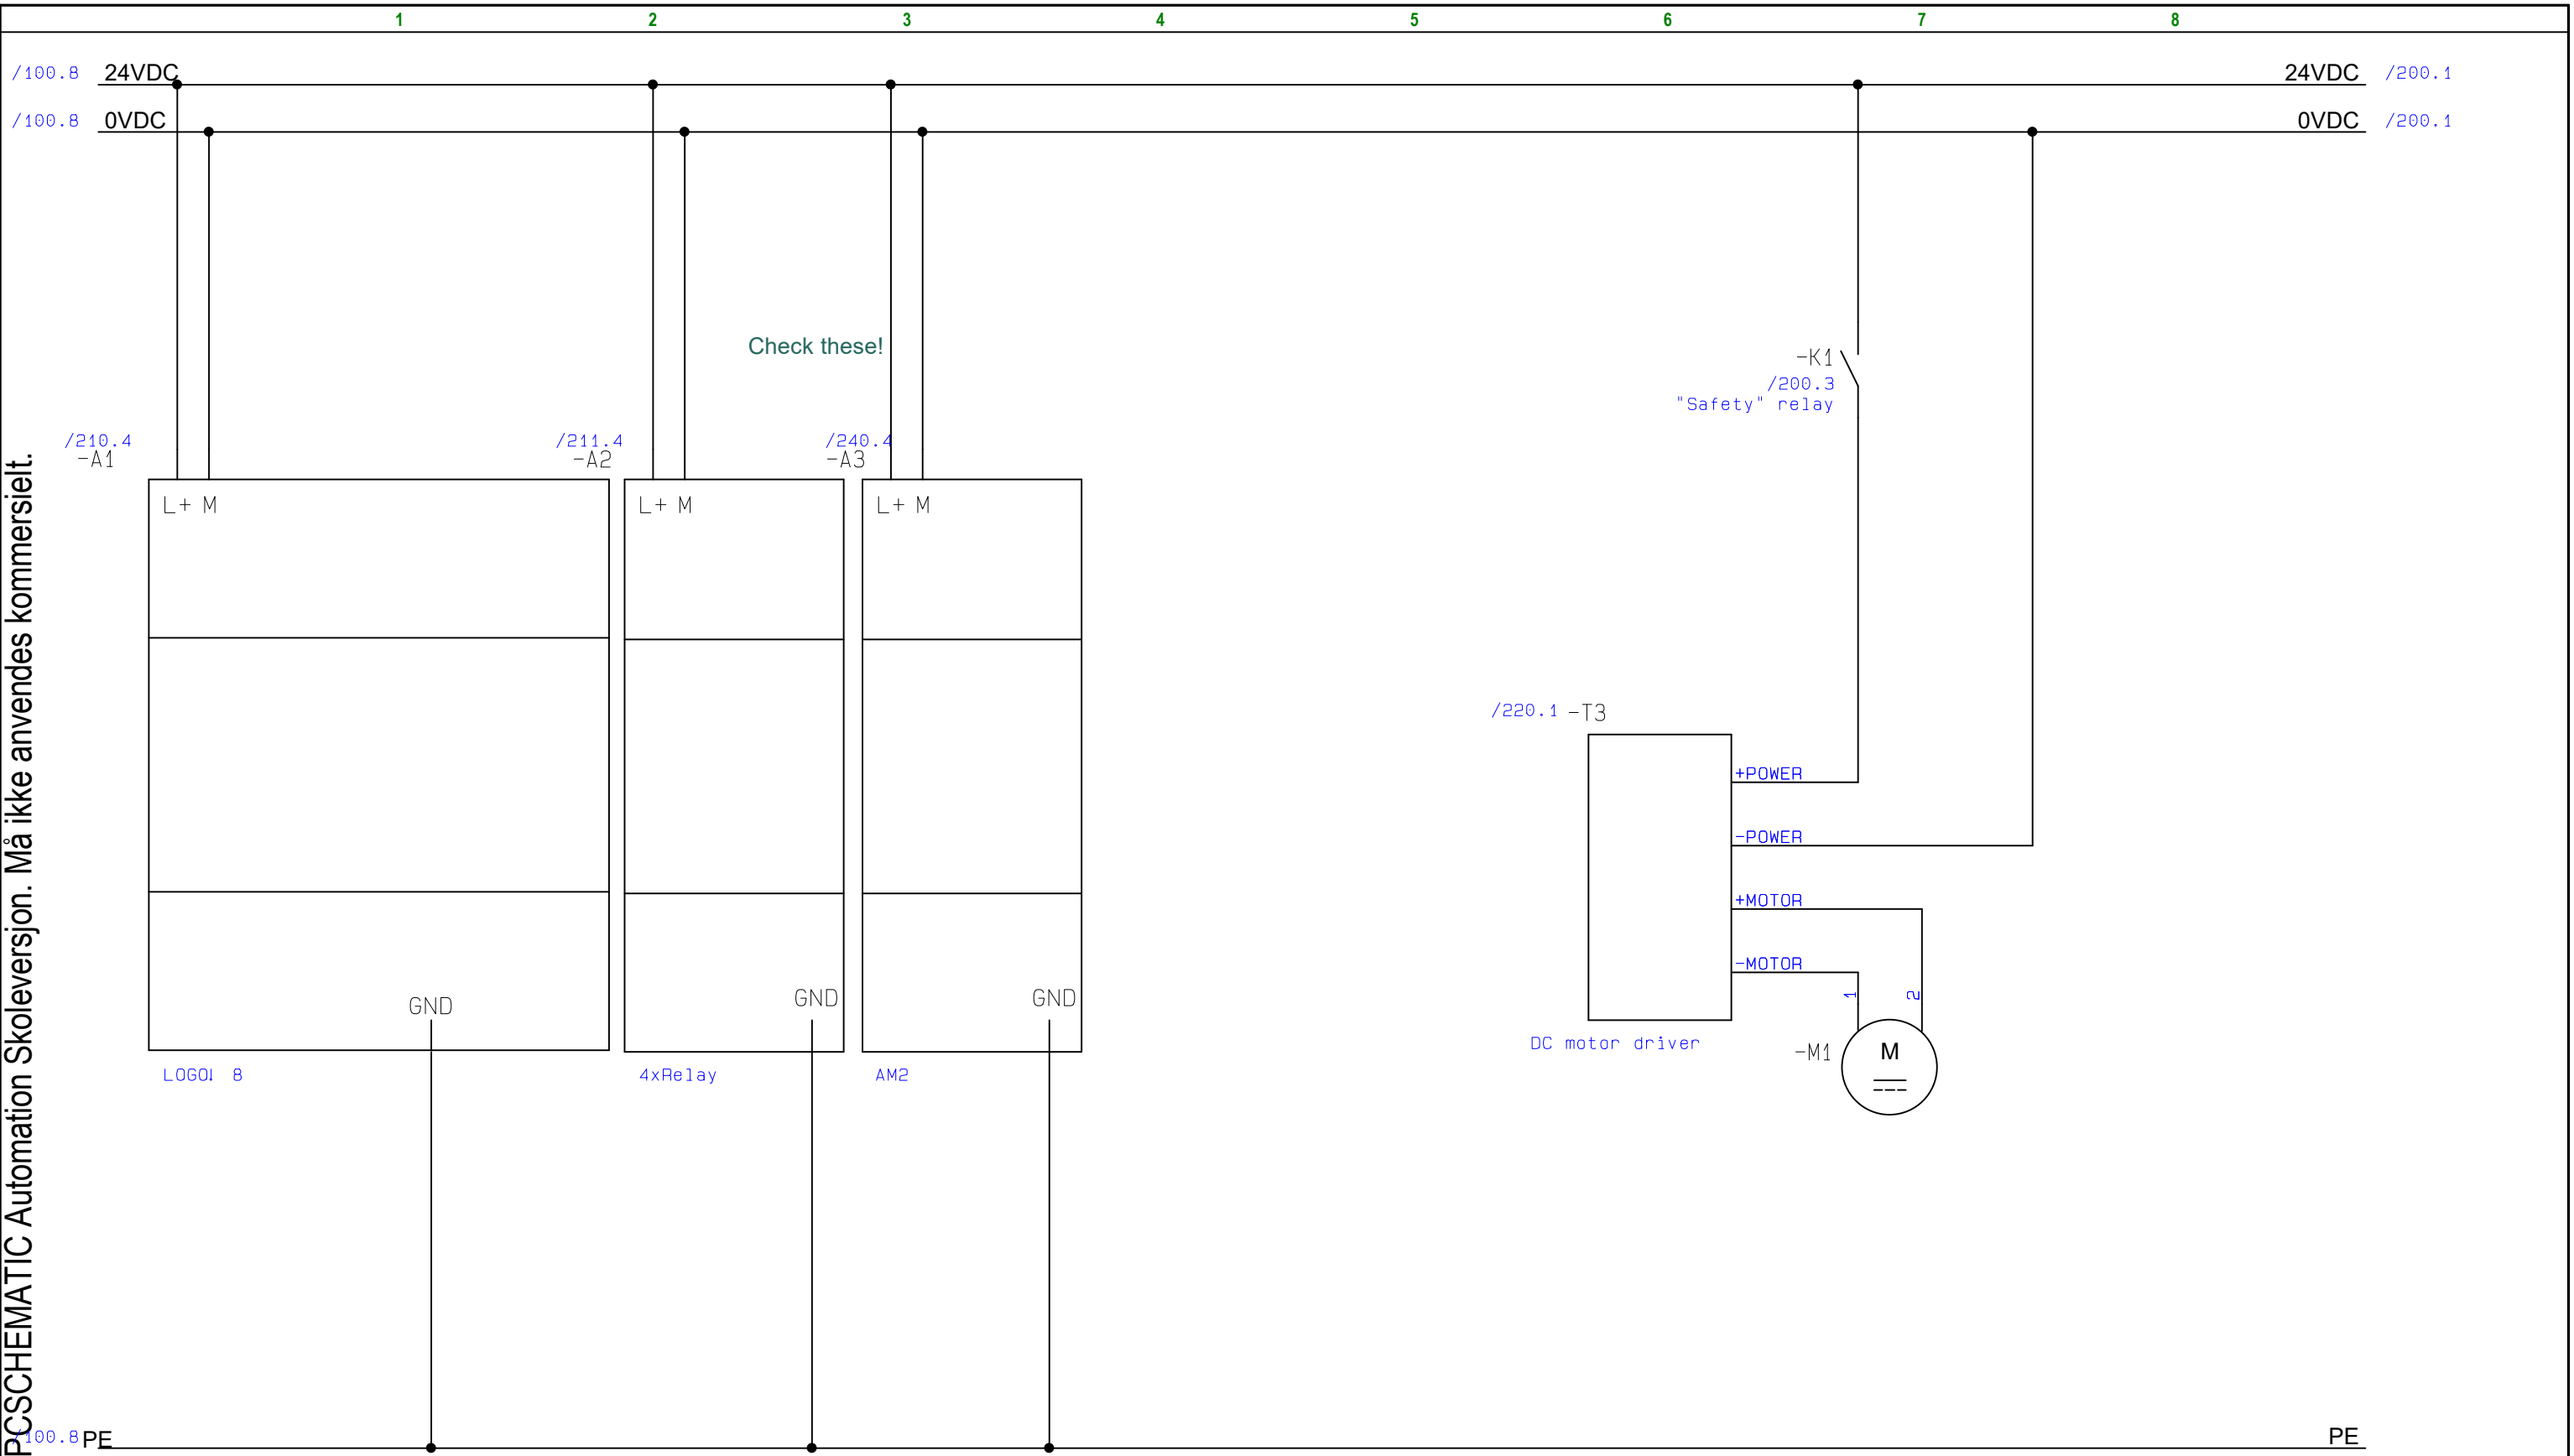 1 2 3 4 5 6 7 8
/100.8 24VDC 24VDC /200.1
/100.8 0VDC 0VDC /200.1
Check these!
-K1
/200.3
"Safety" relay
/210.4 /211.4 /240.4
-A1 -A2 -A3
L+ M L+ M L+ M
/220.1 -T3
+POWER
-POWER
+MOTOR
-MOTOR
1 2
GND GND GND
DC motor driver
-M1 M
LOGO! 8 4xRelay AM2
/100.8 PE PE
PCSCHEMATIC Automation Skoleversjon. Må ikke anvendes kommersielt.